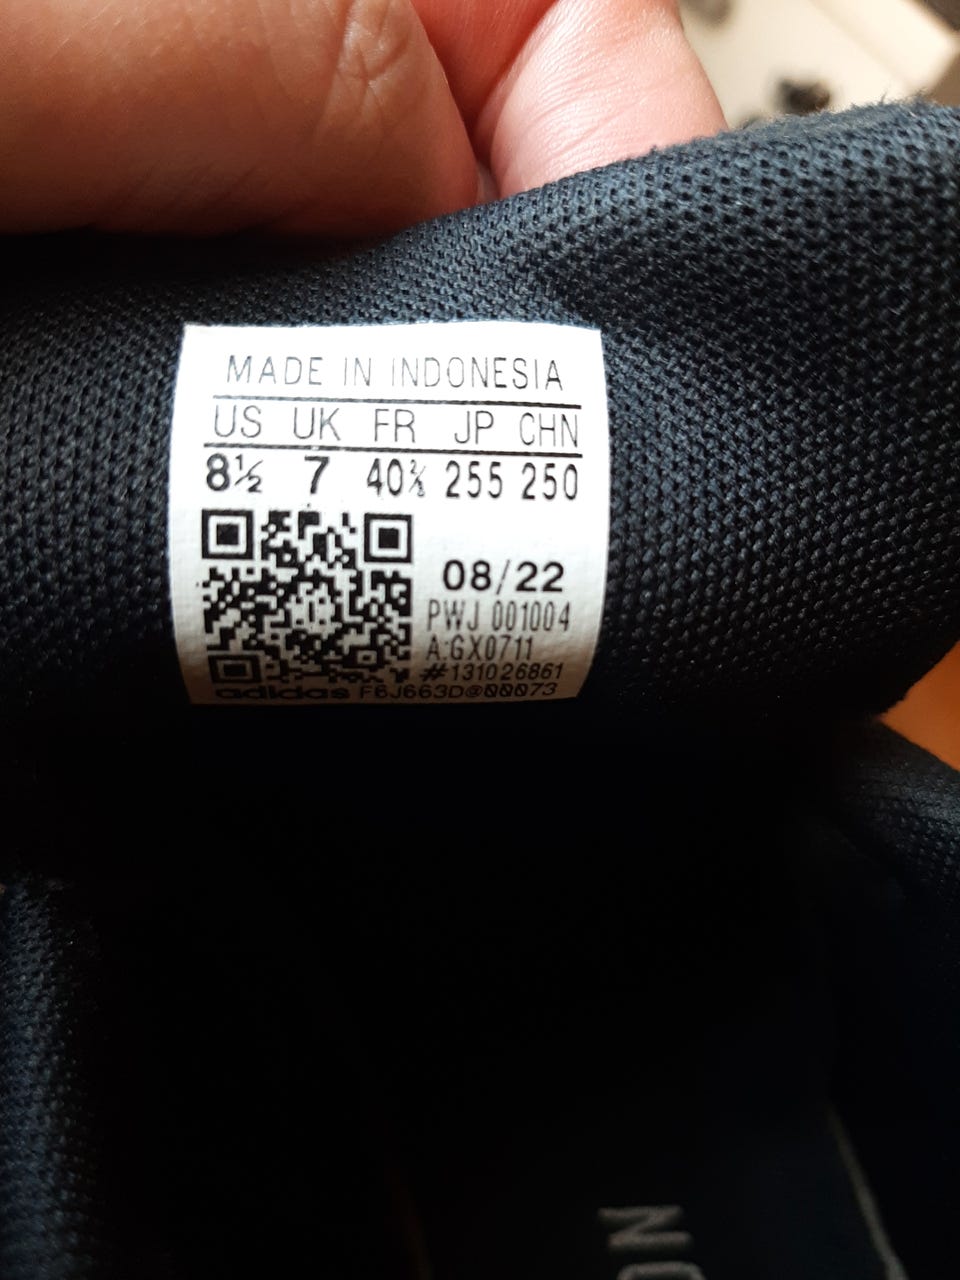 MADE IN INDONESIA
US UK FR JP CHN
8½ 7 40⅔ 255 250
08/22
PWJ 001004
A:GX0711
#131026861
adidas F6J663D@00073
ON